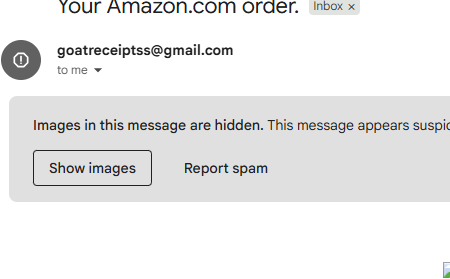 Your Amazon.com order. Inbox ×
goatreceiptss@gmail.com
to me
Images in this message are hidden. This message appears
Show images Report spam